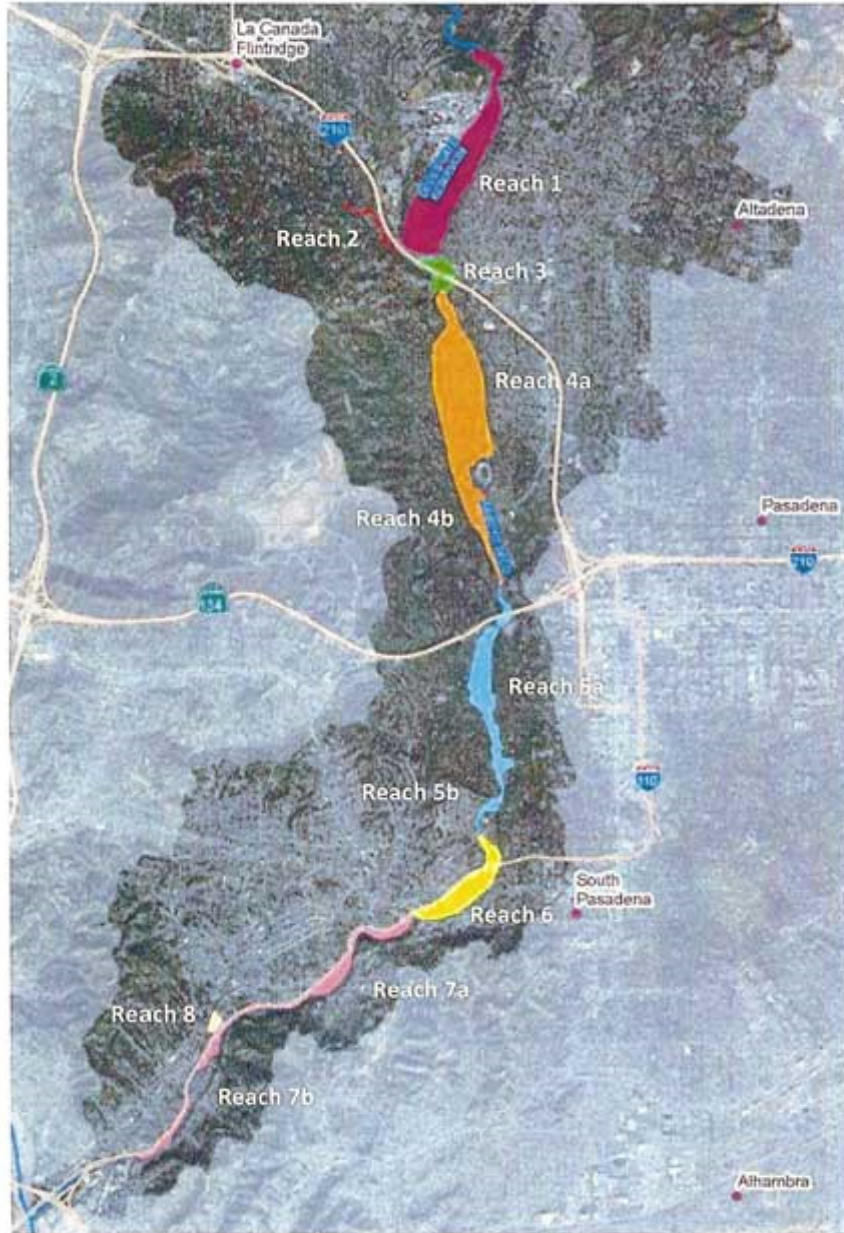 La Canada
Flintridge
210
Reach 1
Altadena
Reach 2
Reach 3
2
Reach 4a
Reach 4b
Pasadena
210
134
Reach 5a
Reach 5b
110
South
Pasadena
Reach 6
Reach 7a
Reach 8
Reach 7b
Alhambra